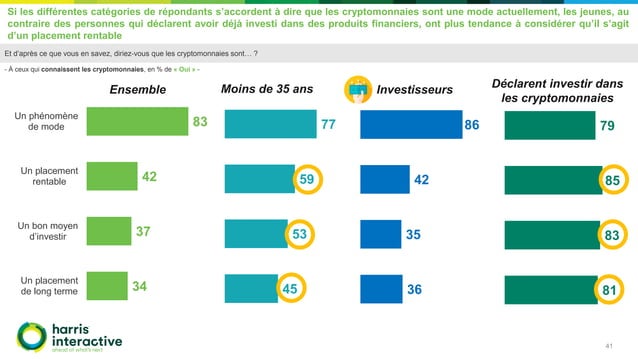 Si les différentes catégories de répondants s’accordent à dire que les cryptomonnaies sont une mode actuellement, les jeunes, au
contraire des personnes qui déclarent avoir déjà investi dans des produits financiers, ont plus tendance à considérer qu’il s’agit
d’un placement rentable
Et d’après ce que vous en savez, diriez-vous que les cryptomonnaies sont… ?
- À ceux qui connaissent les cryptomonnaies, en % de « Oui » -
Ensemble
Moins de 35 ans
Investisseurs
Déclarent investir dans
les cryptomonnaies
Un phénomène
de mode
83
77
86
79
Un placement
rentable
42
59
42
85
Un bon moyen
d’investir
37
53
35
83
Un placement
de long terme
34
45
36
81
harris
interactive
ahead of what's next
41